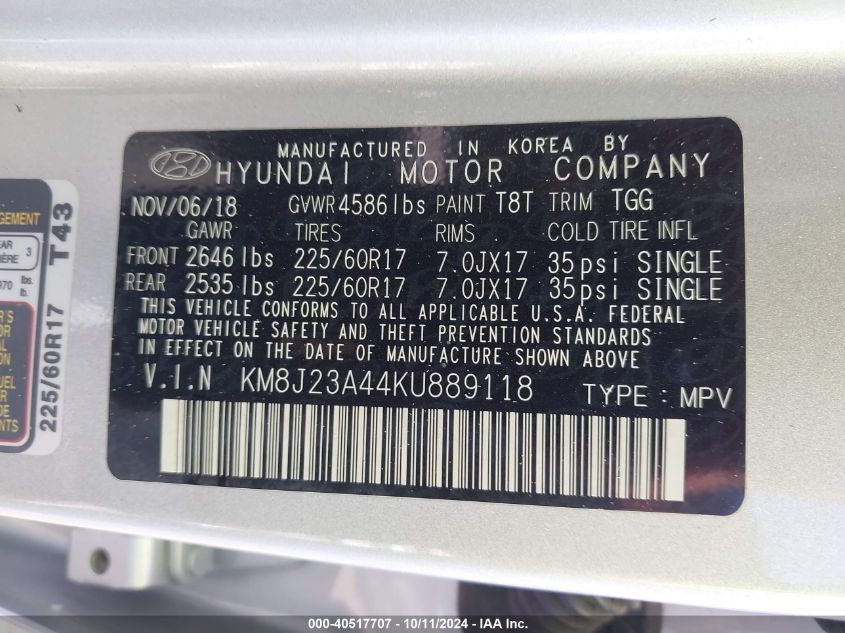 MANUFACTURED IN KOREA BY
HYUNDAI MOTOR COMPANY
NOV/06/18 GVWR 4586 lbs PAINT T8T TRIM TGG
GAWR TIRES RIMS COLD TIRE INFL
FRONT 2646 lbs 225/60R17 7.0JX17 35psi SINGLE
REAR 2535 lbs 225/60R17 7.0JX17 35psi SINGLE
THIS VEHICLE CONFORMS TO ALL APPLICABLE U.S.A. FEDERAL
MOTOR VEHICLE SAFETY AND THEFT PREVENTION STANDARDS
IN EFFECT ON THE DATE OF MANUFACTURE SHOWN ABOVE
V.I.N KM8J23A44KU889118 TYPE : MPV
225/60R17 T43
3
lbs.
lb.
000-40517707 - 10/11/2024 - IAA Inc.